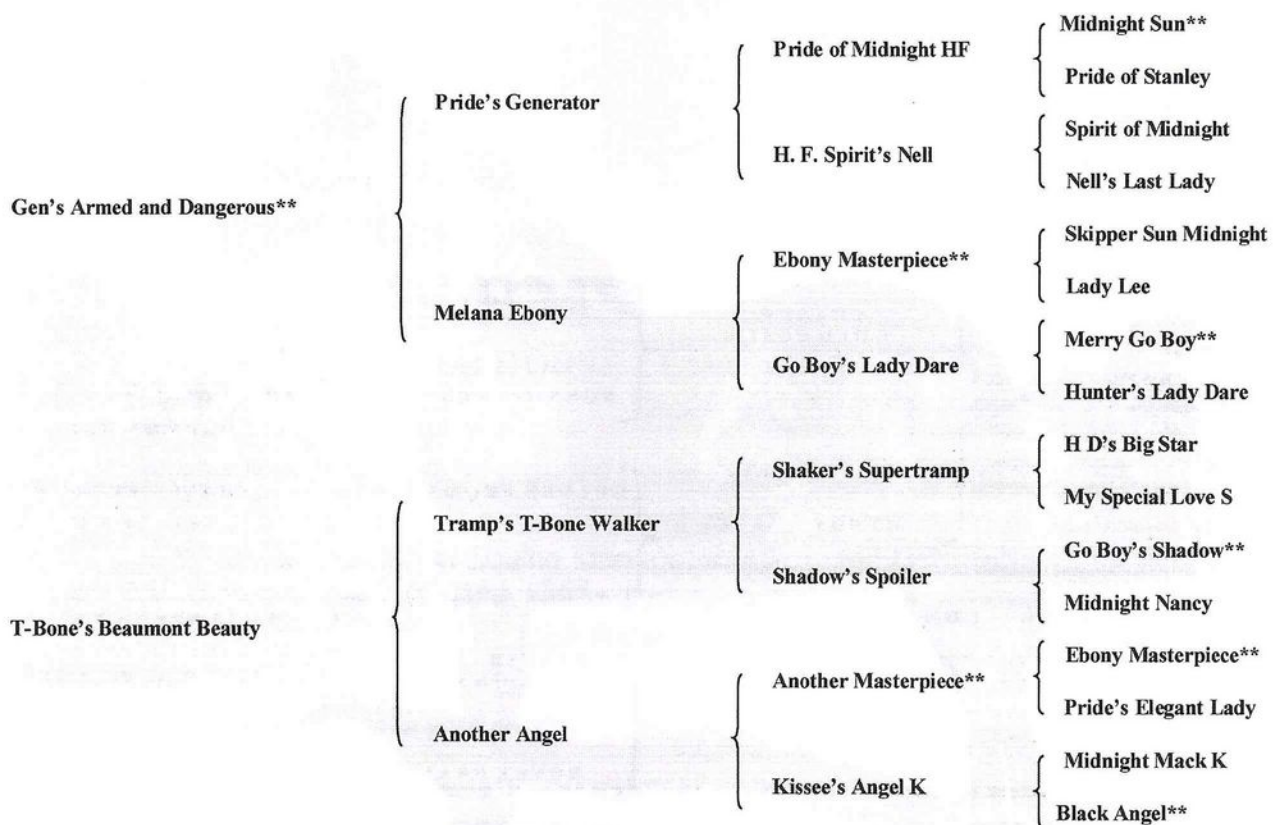 Midnight Sun**
Pride of Midnight HF
Pride of Stanley
Pride’s Generator
Spirit of Midnight
H. F. Spirit’s Nell
Nell’s Last Lady
Gen’s Armed and Dangerous**
Skipper Sun Midnight
Ebony Masterpiece**
Lady Lee
Melana Ebony
Merry Go Boy**
Go Boy’s Lady Dare
Hunter’s Lady Dare
H D’s Big Star
Shaker’s Supertramp
My Special Love S
Tramp’s T-Bone Walker
Go Boy’s Shadow**
Shadow’s Spoiler
Midnight Nancy
T-Bone’s Beaumont Beauty
Ebony Masterpiece**
Another Masterpiece**
Pride’s Elegant Lady
Another Angel
Midnight Mack K
Kissee’s Angel K
Black Angel**